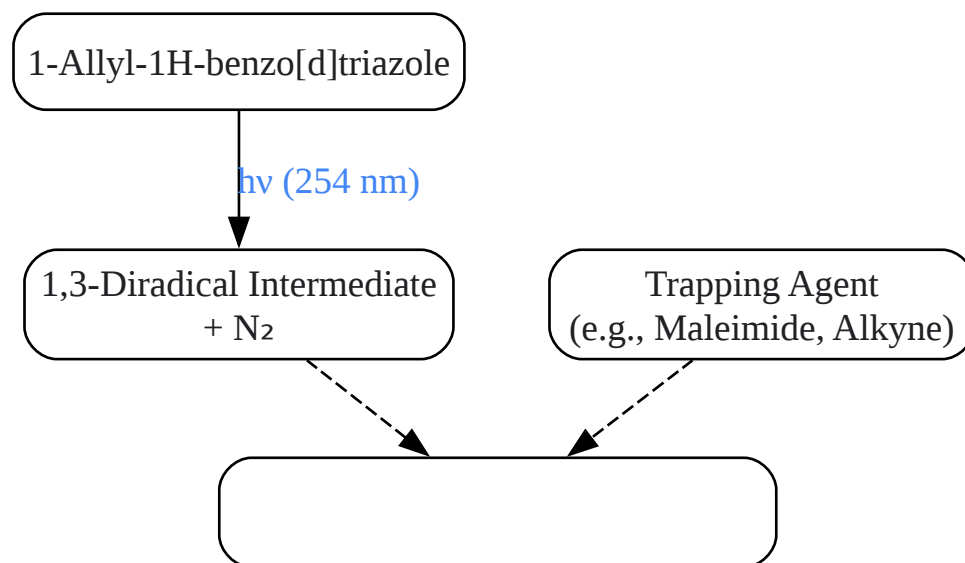 1-Allyl-1H-benzo[d]triazole
hν (254 nm)
1,3-Diradical Intermediate
+ N₂
Trapping Agent
(e.g., Maleimide, Alkyne)